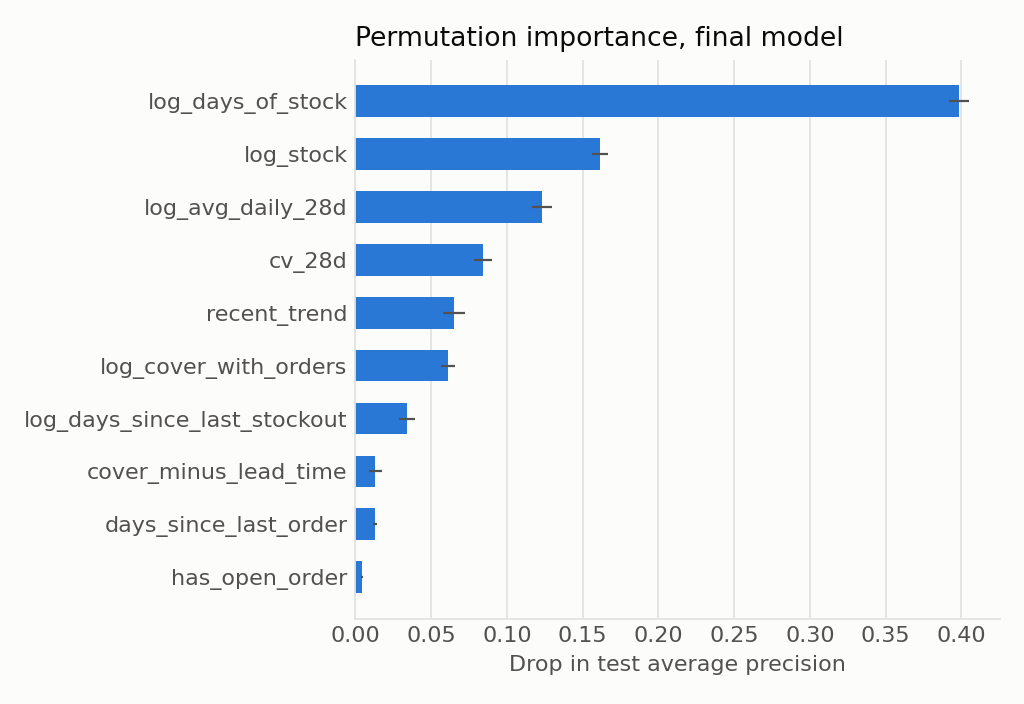 Permutation importance, final model
log_days_of_stock
log_stock
log_avg_daily_28d
cv_28d
recent_trend
log_cover_with_orders
log_days_since_last_stockout
cover_minus_lead_time
days_since_last_order
has_open_order
0.00 0.05 0.10 0.15 0.20 0.25 0.30 0.35 0.40
Drop in test average precision